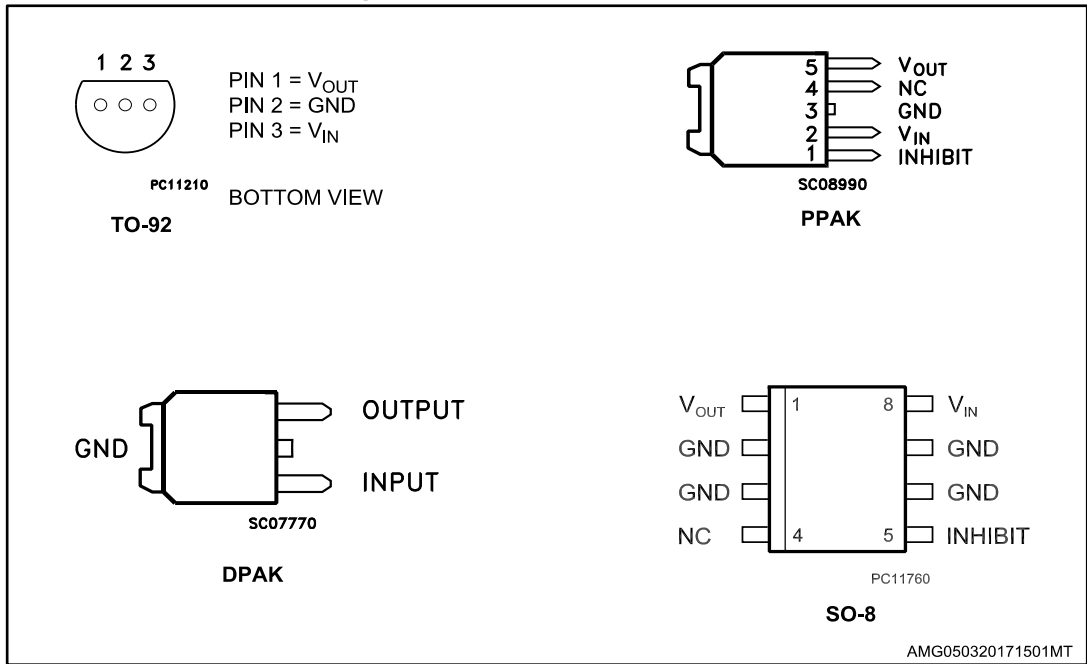 1 2 3
PIN 1 = VOUT
PIN 2 = GND
PIN 3 = VIN
PC11210
BOTTOM VIEW
TO-92
5 VOUT
4 NC
3 GND
2 VIN
1 INHIBIT
SC08990
PPAK
OUTPUT
GND
INPUT
SC07770
DPAK
VOUT 1 8 VIN
GND GND
GND GND
NC 4 5 INHIBIT
PC11760
SO-8
AMG050320171501MT